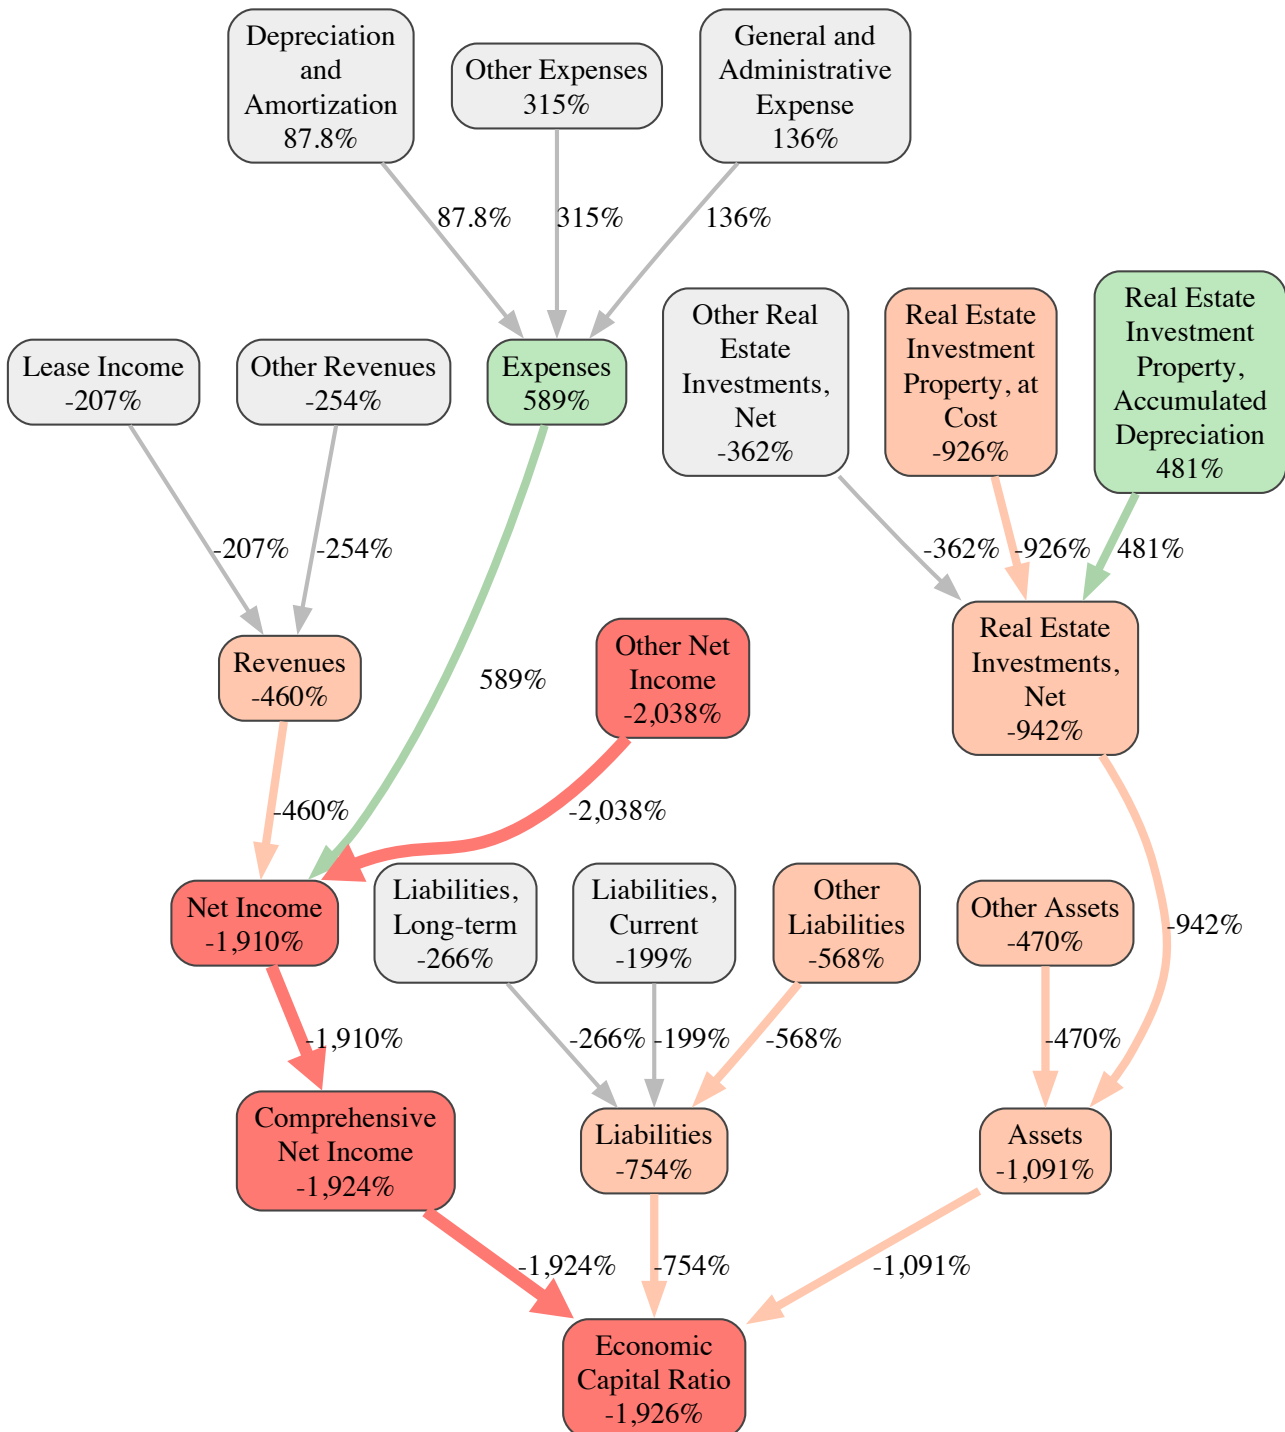 Depreciation
and
Amortization
87.8%
Other Expenses
315%
General and
Administrative
Expense
136%
87.8%
315%
136%
Lease Income
-207%
Other Revenues
-254%
Expenses
589%
Other Real
Estate
Investments,
Net
-362%
Real Estate
Investment
Property, at
Cost
-926%
Real Estate
Investment
Property,
Accumulated
Depreciation
481%
-207%
-254%
-362%
-926%
481%
Revenues
-460%
589%
Other Net
Income
-2,038%
Real Estate
Investments,
Net
-942%
-460%
-2,038%
Net Income
-1,910%
Liabilities,
Long-term
-266%
Liabilities,
Current
-199%
Other
Liabilities
-568%
Other Assets
-470%
-942%
-1,910%
-266%
-199%
-568%
-470%
Comprehensive
Net Income
-1,924%
Liabilities
-754%
Assets
-1,091%
-1,924%
-754%
-1,091%
Economic
Capital Ratio
-1,926%